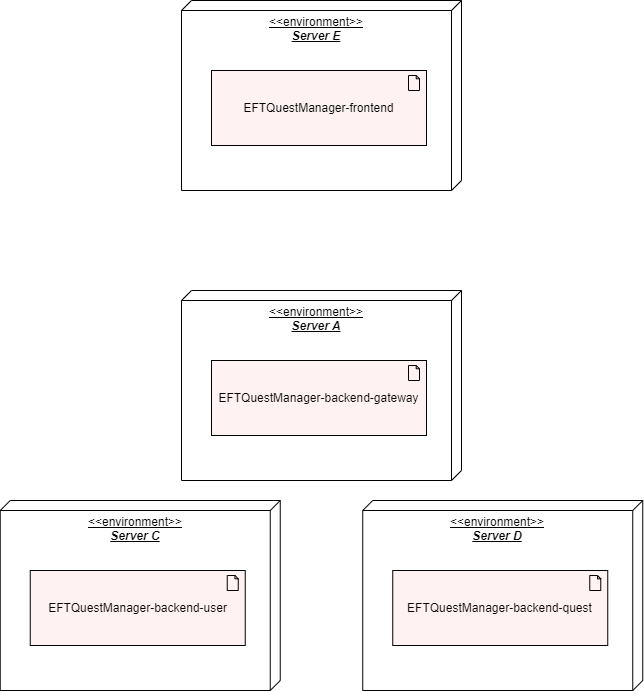 <<environment>>
Server E
EFTQuestManager-frontend
<<environment>>
Server A
EFTQuestManager-backend-gateway
<<environment>>
Server C
EFTQuestManager-backend-user
<<environment>>
Server D
EFTQuestManager-backend-quest